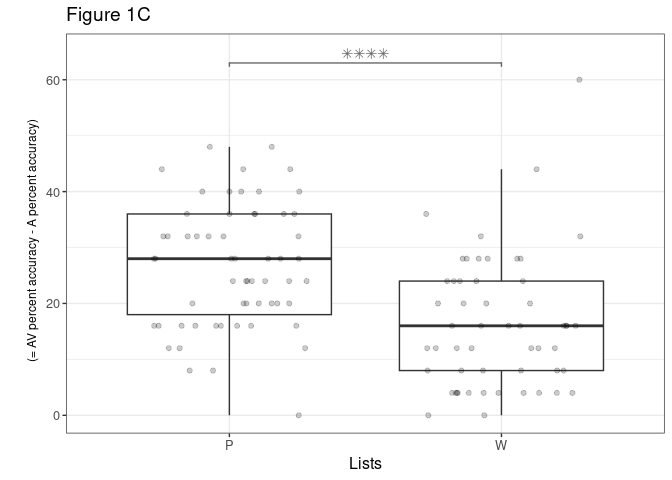 Figure 1C
****
(= AV percent accuracy - A percent accuracy)
60
40
20
0
P
W
Lists